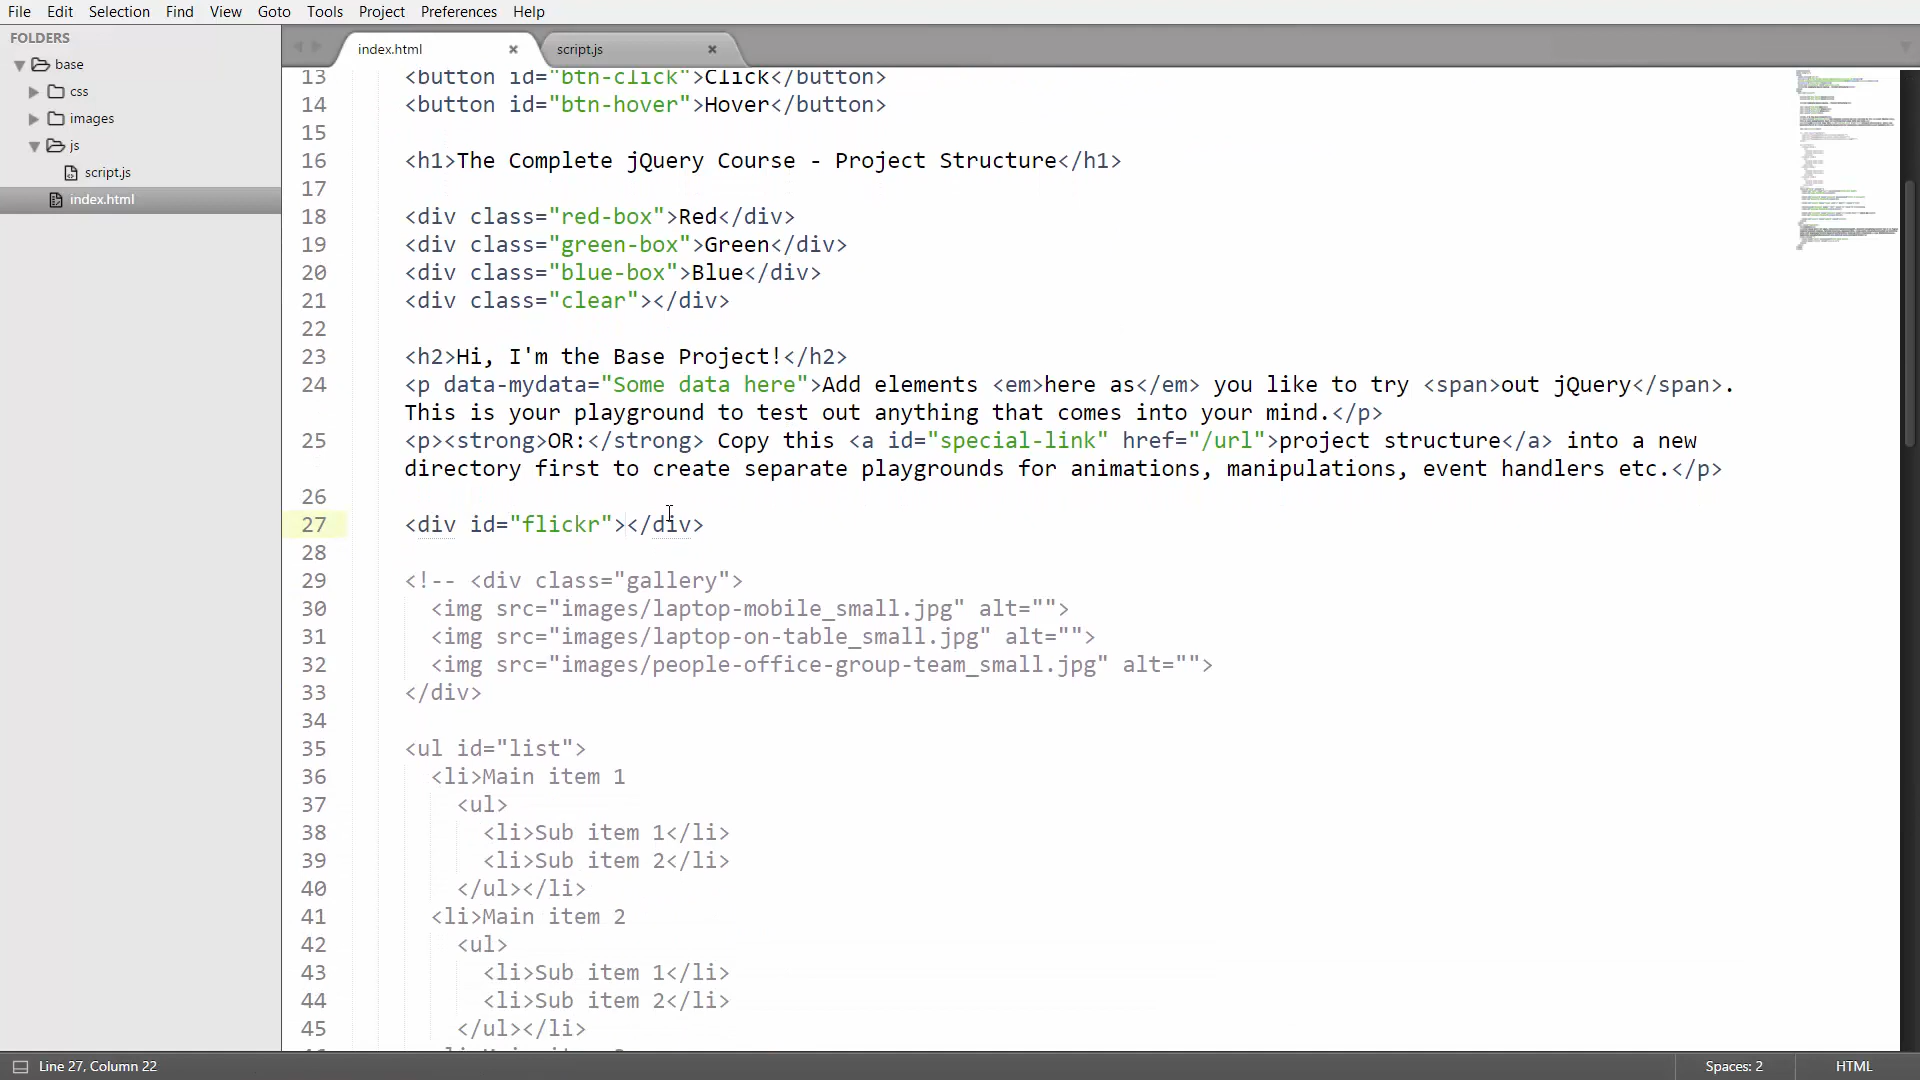 File Edit Selection Find View Goto Tools Project Preferences Help
FOLDERS
base
css
images
js
script.js
index.html
index.html script.js
13 <button id="btn-click">Click</button>
14 <button id="btn-hover">Hover</button>
15
16 <h1>The Complete jQuery Course - Project Structure</h1>
17
18 <div class="red-box">Red</div>
19 <div class="green-box">Green</div>
20 <div class="blue-box">Blue</div>
21 <div class="clear"></div>
22
23 <h2>Hi, I'm the Base Project!</h2>
24 <p data-mydata="Some data here">Add elements <em>here as</em> you like to try <span>out jQuery</span>.
This is your playground to test out anything that comes into your mind.</p>
25 <p><strong>OR:</strong> Copy this <a id="special-link" href="/url">project structure</a> into a new
directory first to create separate playgrounds for animations, manipulations, event handlers etc.</p>
26
27 <div id="flickr"></div>
28
29 <!-- <div class="gallery">
30 <img src="images/laptop-mobile_small.jpg" alt="">
31 <img src="images/laptop-on-table_small.jpg" alt="">
32 <img src="images/people-office-group-team_small.jpg" alt="">
33 </div>
34
35 <ul id="list">
36 <li>Main item 1
37 <ul>
38 <li>Sub item 1</li>
39 <li>Sub item 2</li>
40 </ul></li>
41 <li>Main item 2
42 <ul>
43 <li>Sub item 1</li>
44 <li>Sub item 2</li>
45 </ul></li>
Line 27, Column 22 Spaces: 2 HTML